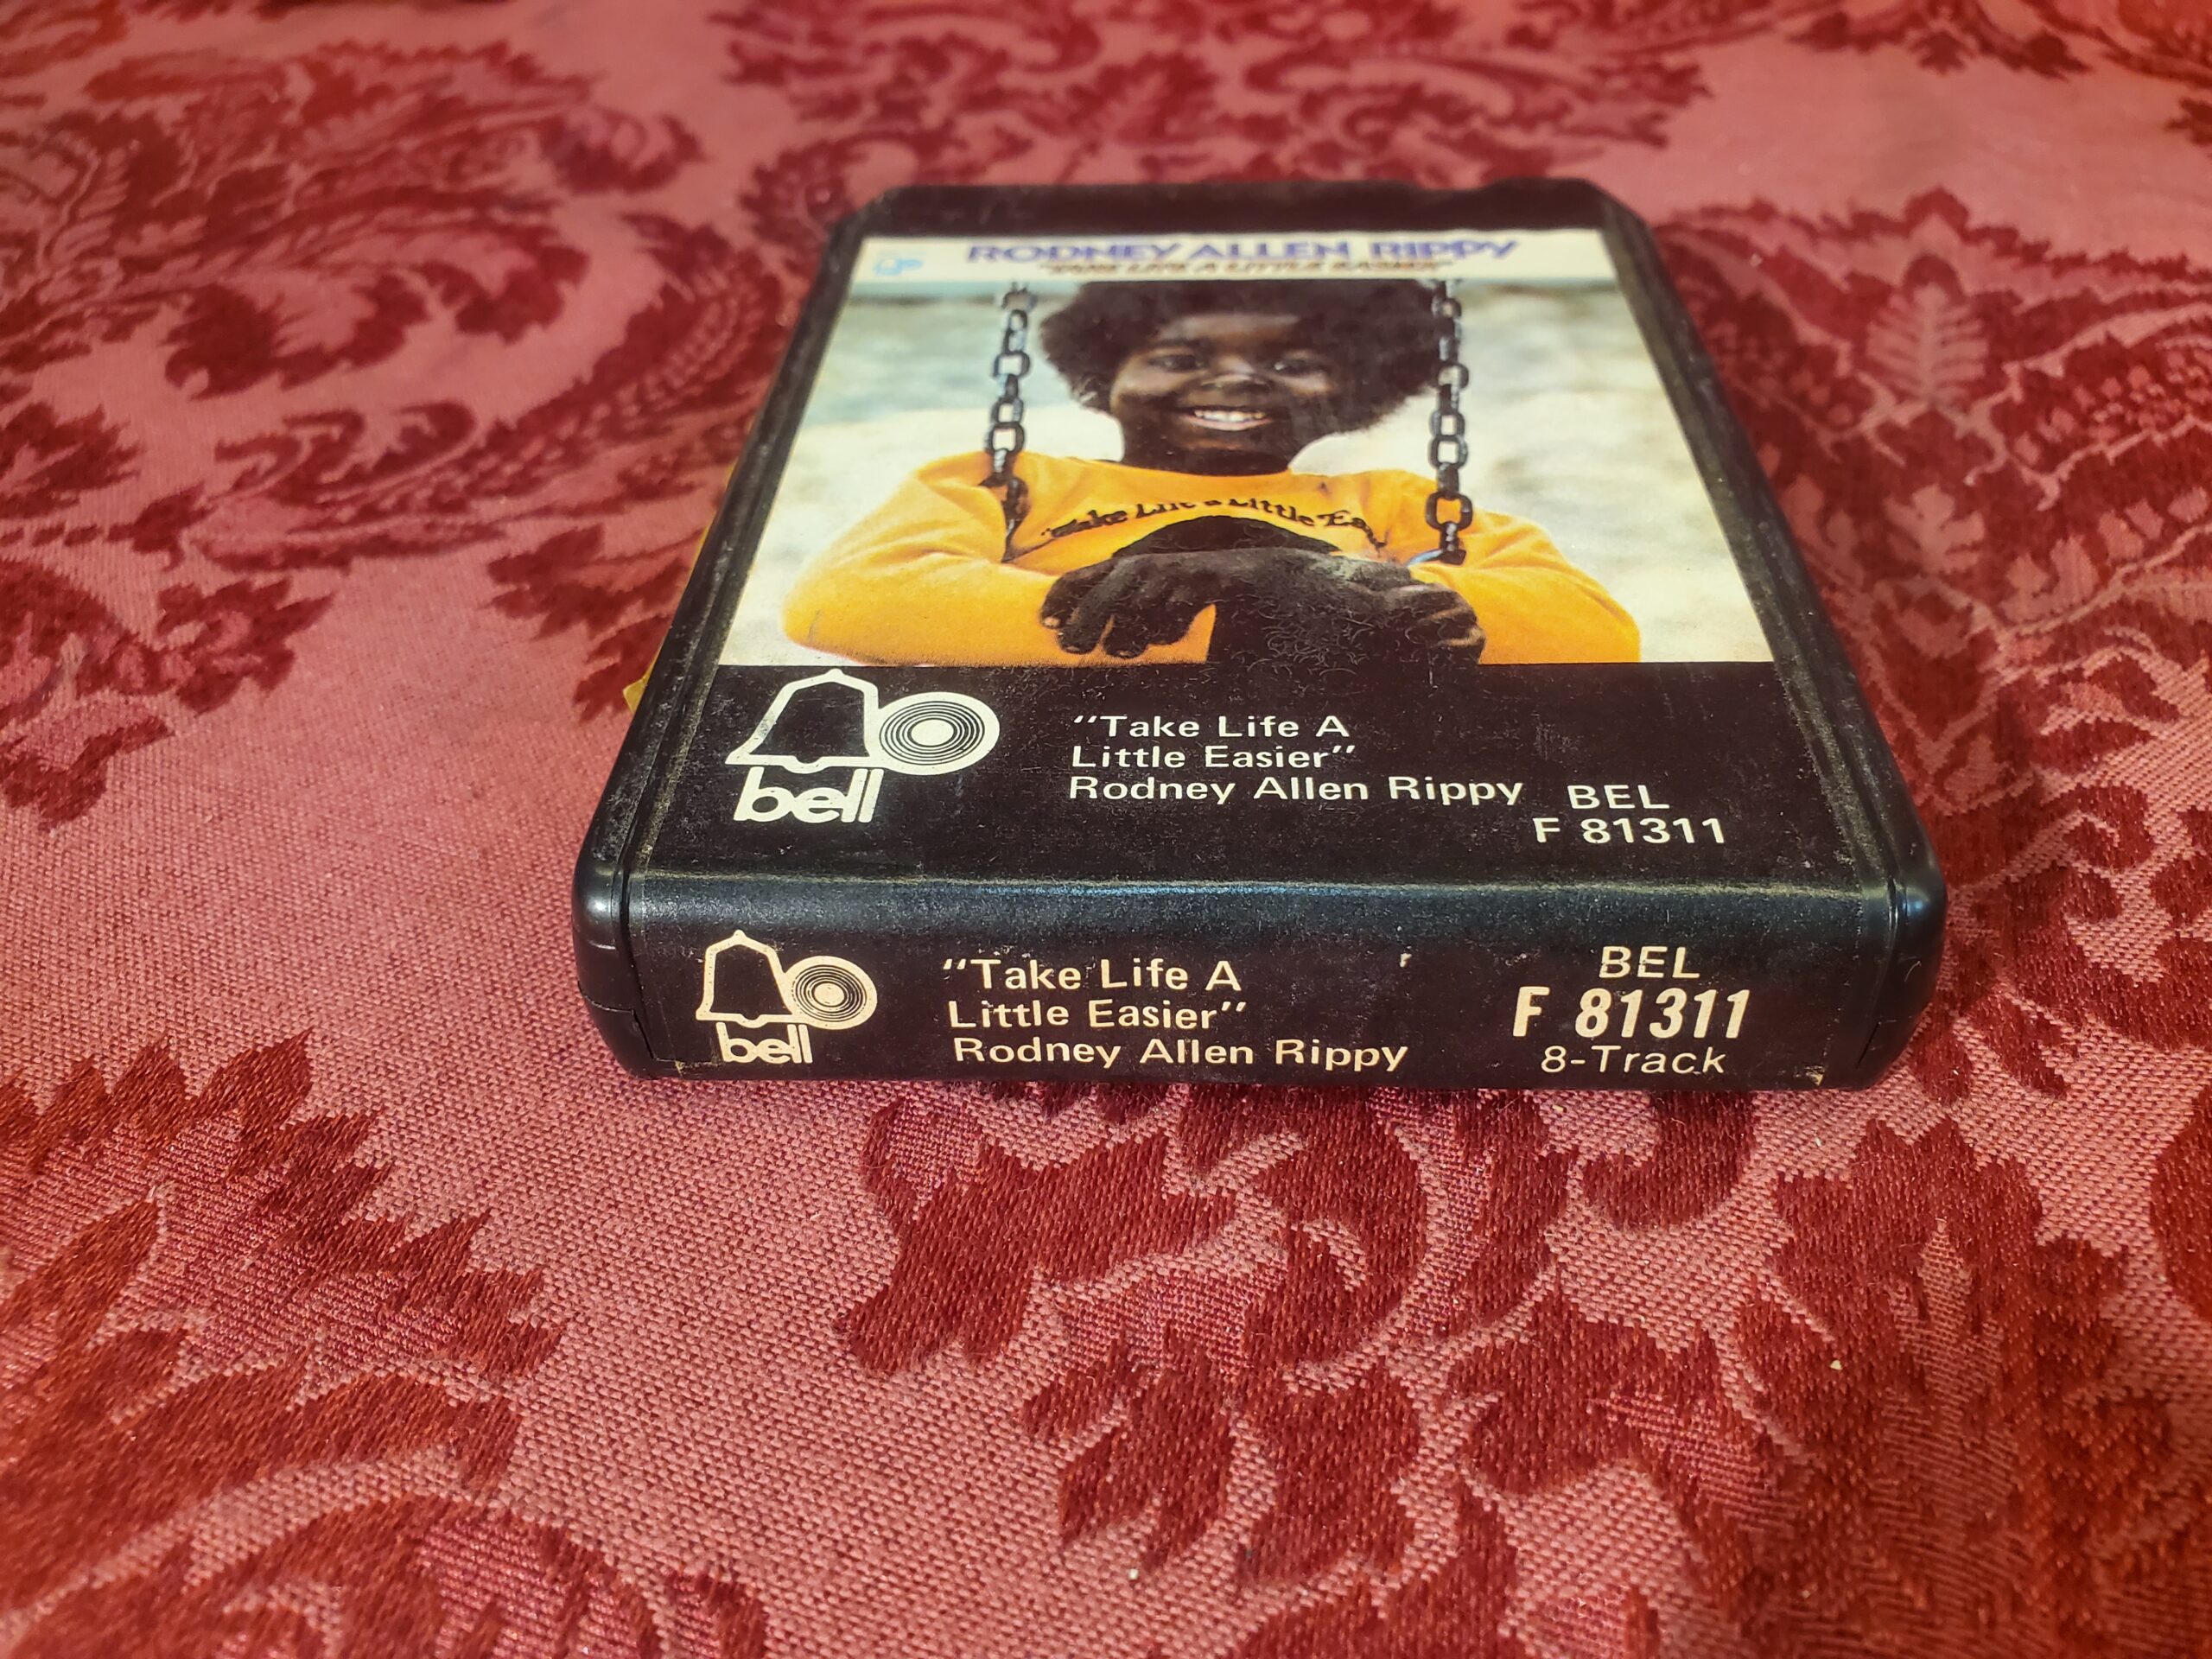 RODNEY ALLEN RIPPY
"TAKE LIFE A LITTLE EASIER"
Take Life a Little Eas
bell
"Take Life A
Little Easier"
Rodney Allen Rippy
BEL
F 81311
bell
"Take Life A
Little Easier"
Rodney Allen Rippy
BEL
F 81311
8-Track